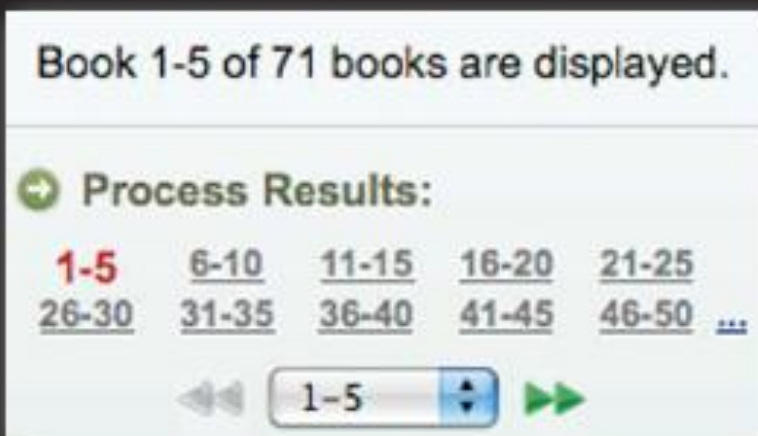 Book 1-5 of 71 books are displayed.
Process Results:
1-5 6-10 11-15 16-20 21-25
26-30 31-35 36-40 41-45 46-50 ...
1-5